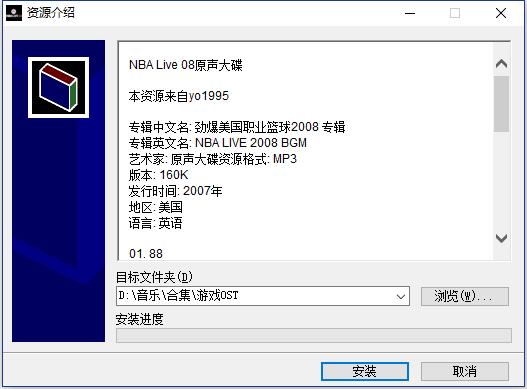 资源介绍
NBA Live 08原声大碟
本资源来自yo1995
专辑中文名: 劲爆美国职业篮球2008 专辑
专辑英文名: NBA LIVE 2008 BGM
艺术家: 原声大碟资源格式: MP3
版本: 160K
发行时间: 2007年
地区: 美国
语言: 英语
01. 88
目标文件夹(D)
D:\音乐\合集\游戏OST
浏览(W)...
安装进度
安装
取消